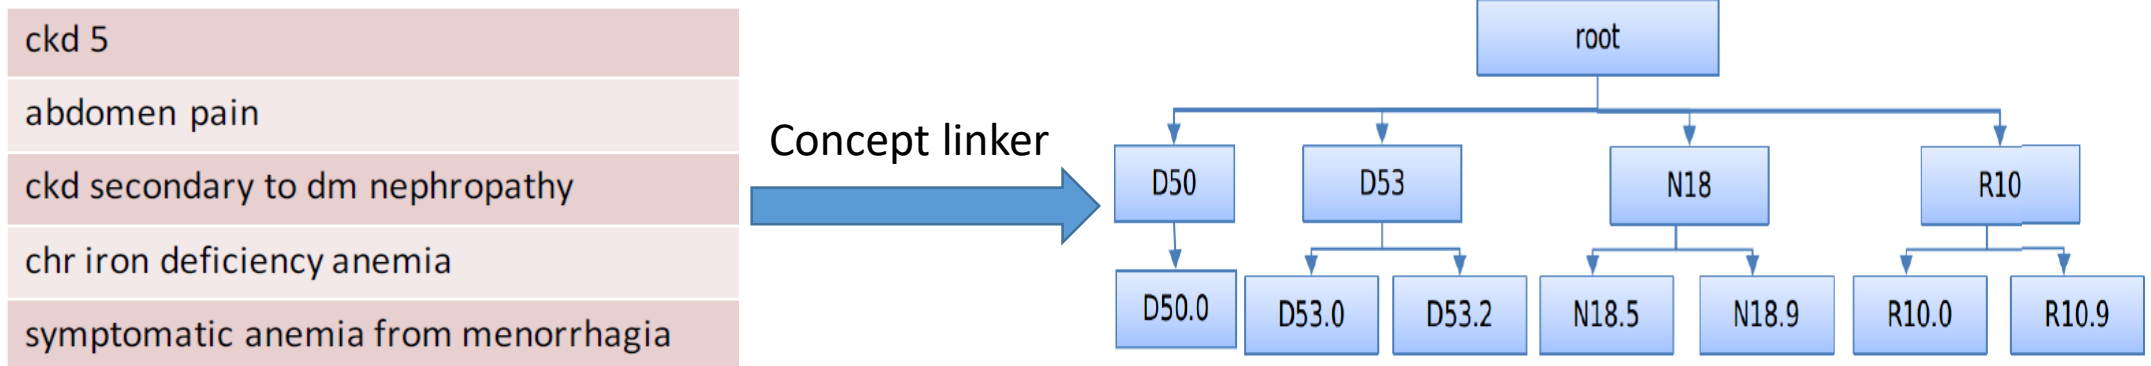 ckd 5
abdomen pain
ckd secondary to dm nephropathy
chr iron deficiency anemia
symptomatic anemia from menorrhagia
Concept linker
root
D50
D53
N18
R10
D50.0
D53.0
D53.2
N18.5
N18.9
R10.0
R10.9